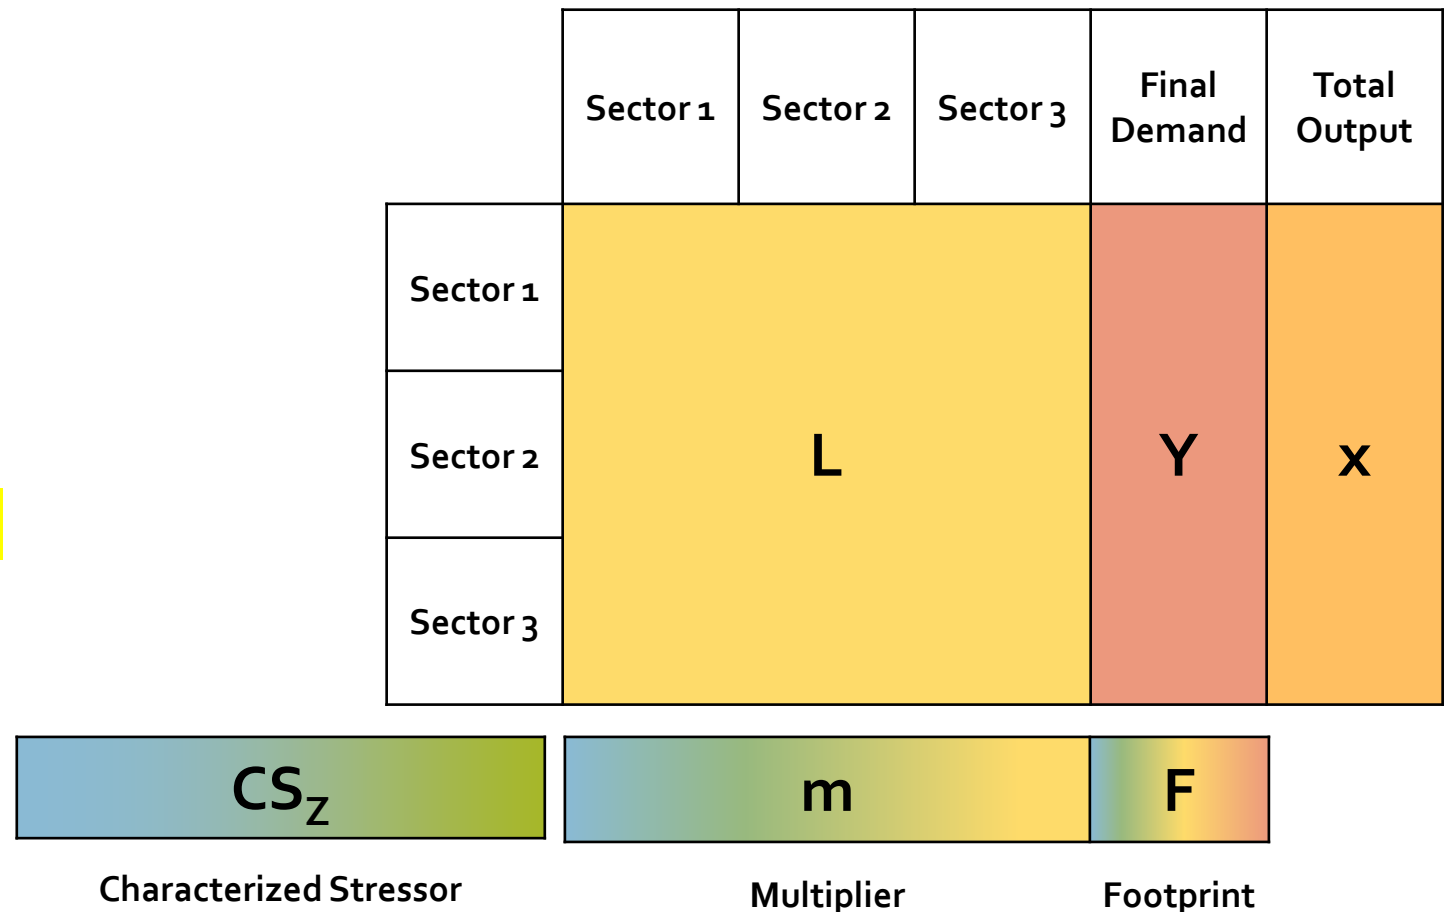 Sector 1
Sector 2
Sector 3
Final
Demand
Total
Output
Sector 1
Sector 2
Sector 3
L
Y
x
CSZ
m
F
Characterized Stressor
Multiplier
Footprint